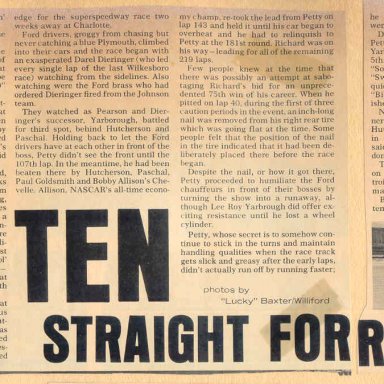 edge for the superspeedway race two
weeks away at Charlotte.
Ford drivers, groggy from chasing but
never catching a blue Plymouth, climbed
into their cars and the race began with
an exasperated Darel Dieringer (who led
every single lap of the last Wilkesboro
race) watching from the sidelines. Also
watching were the Ford brass who had
ordered Dieringer fired from the Johnson
team.
They watched as Pearson and Dier-
inger's successor, Yarborough, battled
for third spot, behind Hutcherson and
Paschal. Holding back to let the Ford
drivers have at each other in front of the
boss, Petty didn't see the front until the
107th lap. In the meantime, he had been
beaten there by Hutcherson, Paschal,
Paul Goldsmith and Bobby Allison's Che-
velle. Allison, NASCAR's all-time econo-
my champ, re-took the lead from Petty on
lap 143 and held it until his car began to
overheat and he had to relinquish to
Petty at the 181st round. Richard was on
his way—leading for all of the remaining
219 laps.
Few people knew at the time that
there was possibly an attempt at sabo-
taging Richard's bid for an unprece-
dented 75th win of his career. When he
pitted on lap 40, during the first of three
caution periods in the event, an inch-long
nail was removed from his right rear tire
which was going flat at the time. Some
people felt that the position of the nail
in the tire indicated that it had been de-
liberately placed there before the race
began.
Despite the nail, or how it got there,
Petty proceeded to humiliate the Ford
chauffeurs in front of their bosses by
turning the show into a runaway, al-
though Lee Roy Yarbrough did offer ex-
citing resistance until he lost a wheel
cylinder.
Petty, whose secret is to somehow con-
tinue to stick in the turns and maintain
handling qualities when the race track
gets slick and greasy after the early laps,
didn't actually run off by running faster;
photos by
"Lucky" Baxter/Williford
TEN
STRAIGHT FOR R